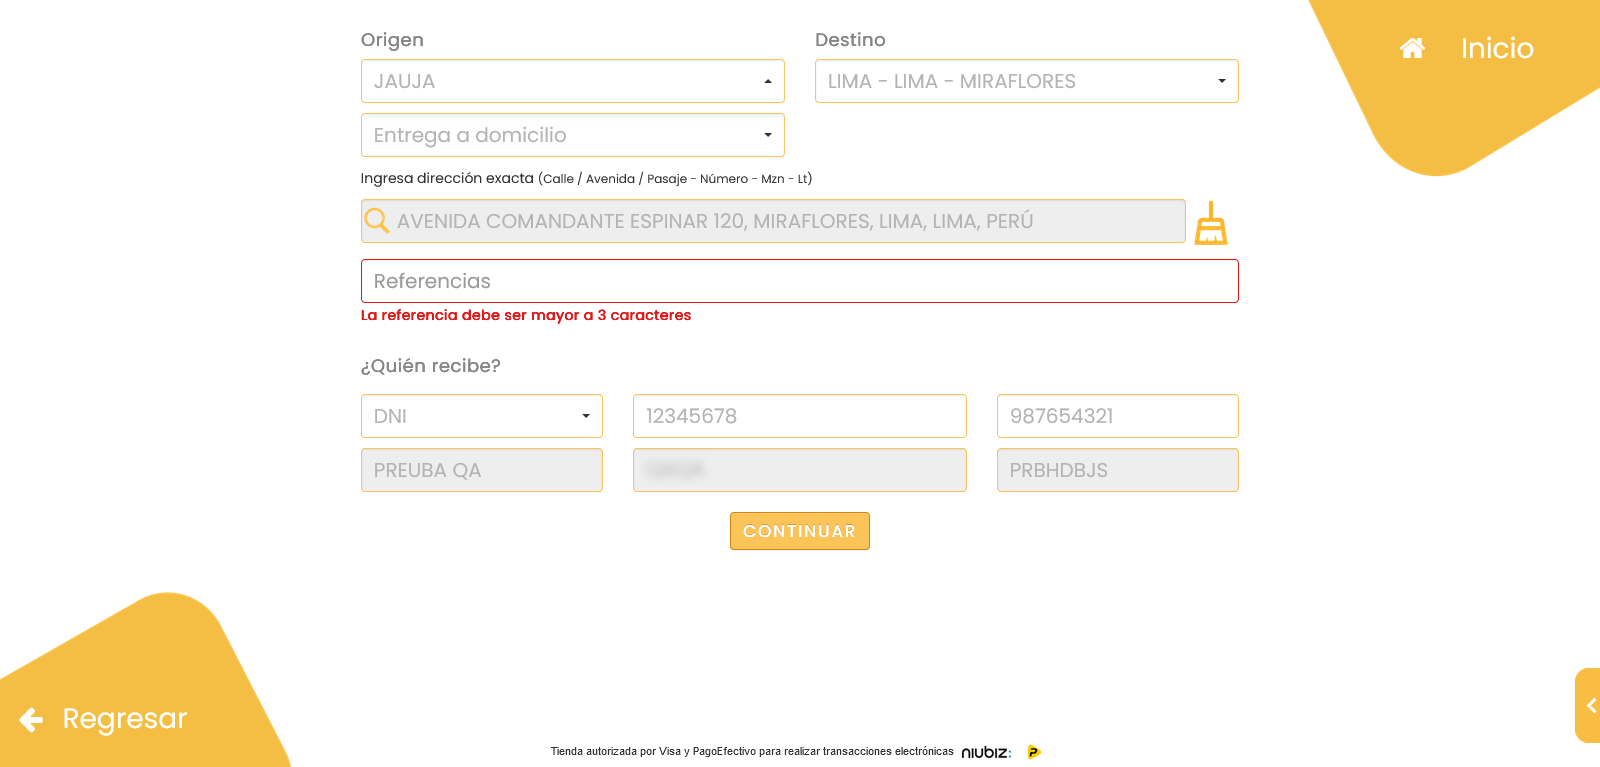 Origen
Destino
Inicio
JAUJA
LIMA - LIMA - MIRAFLORES
Entrega a domicilio
Ingresa dirección exacta (Calle / Avenida / Pasaje - Número - Mzn - Lt)
AVENIDA COMANDANTE ESPINAR 120, MIRAFLORES, LIMA, LIMA, PERÚ
Referencias
La referencia debe ser mayor a 3 caracteres
¿Quién recibe?
DNI
12345678
987654321
PREUBA QA
PRBHDBJS
CONTINUAR
Regresar
Tienda autorizada por Visa y PagoEfectivo para realizar transacciones electrónicas niubiz: